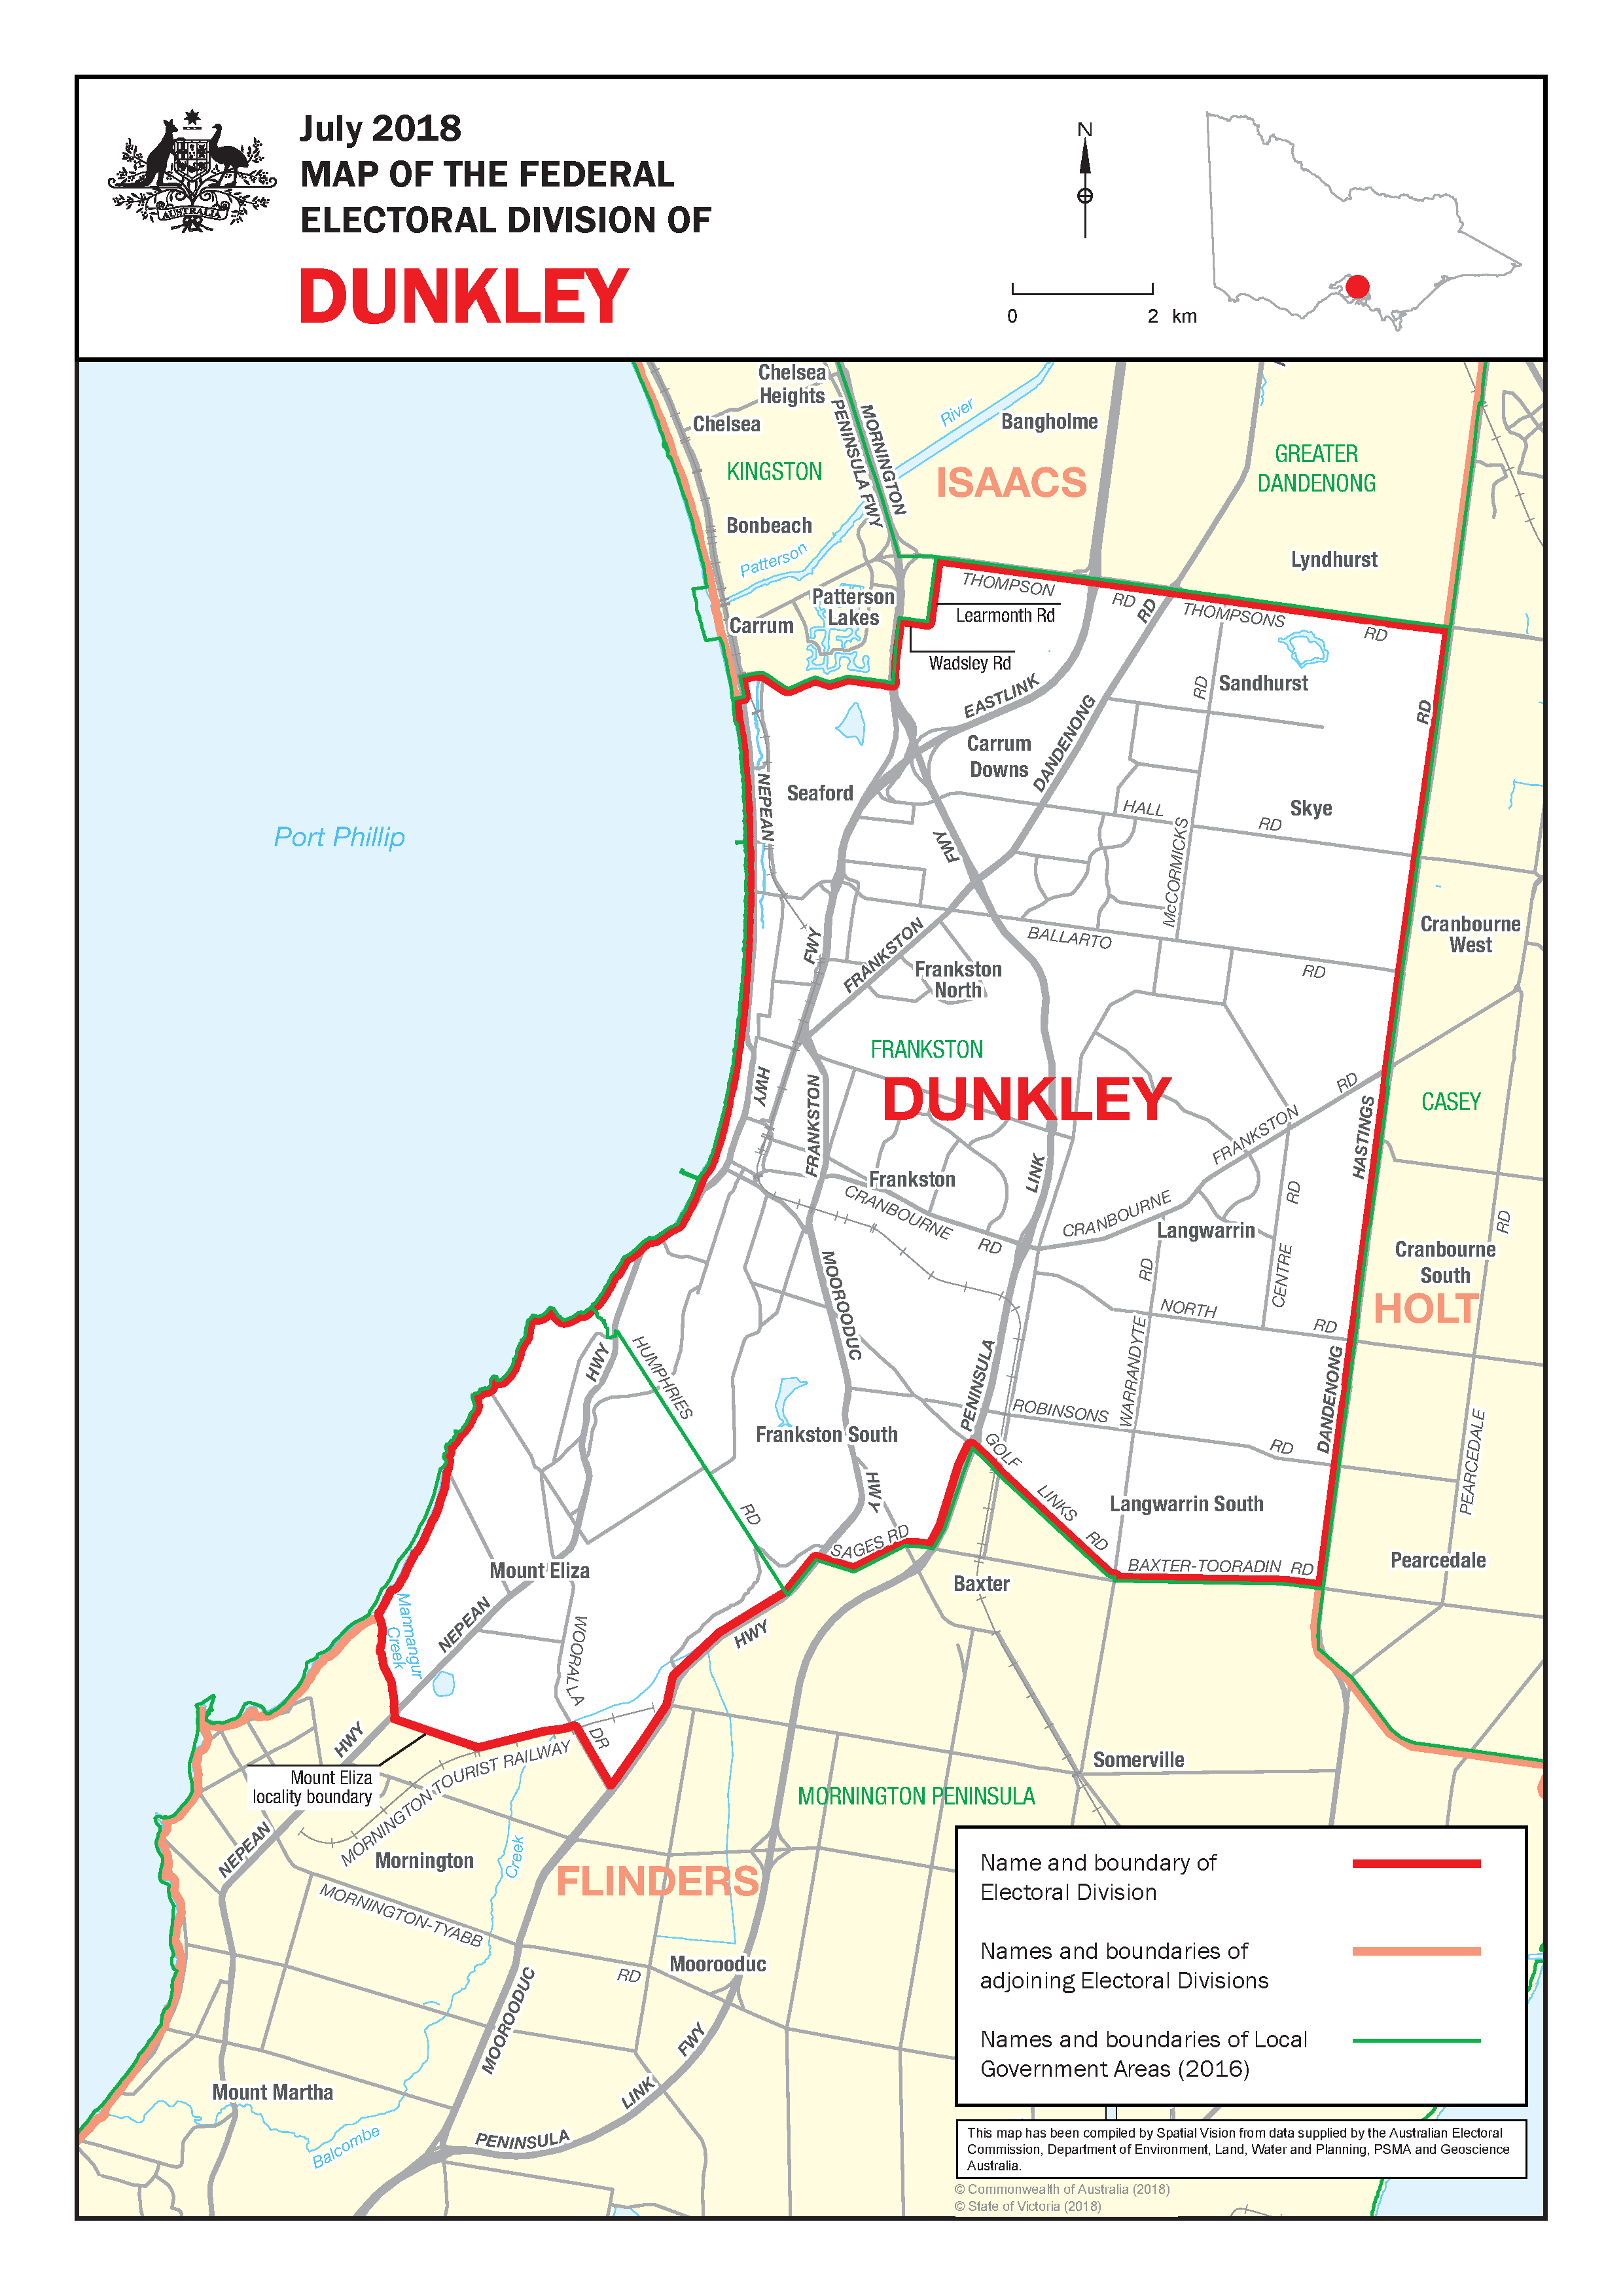 July 2018
MAP OF THE FEDERAL
ELECTORAL DIVISION OF
DUNKLEY
AUSTRALIA
N
0
2 km
Chelsea
Heights
Chelsea
KINGSTON
PENINSULA FWY
MORNINGTON
River
Bangholme
ISAACS
GREATER
DANDENONG
Bonbeach
Patterson
Lyndhurst
Patterson
Lakes
Carrum
THOMPSON
RD
RD
THOMPSONS
RD
Learmonth Rd
Wadsley Rd
Sandhurst
RD
RD
EASTLINK
DANDENONG
Carrum
Downs
Seaford
NEPEAN
HALL
RD
Skye
McCORMICKS
FWY
Port Phillip
FWY
FRANKSTON
BALLARTO
RD
Frankston
North
Cranbourne
West
FRANKSTON
DUNKLEY
HWY
FRANKSTON
RD
FRANKSTON
HASTINGS
CASEY
Frankston
LINK
CRANBOURNE
RD
CRANBOURNE
Langwarrin
RD
RD
CENTRE
RD
Cranbourne
South
HOLT
MOOROODUC
NORTH
RD
HUMPHRIES
HWY
WARRANDYTE
DANDENONG
PENINSULA
ROBINSONS
RD
PEARCEDALE
Frankston South
GOLF
LINKS
RD
HWY
RD
Langwarrin South
SAGES RD
BAXTER-TOORADIN RD
Pearcedale
Mount Eliza
Baxter
Manmangur
Creek
NEPEAN
WOORALLA
DR
HWY
HWY
Mount Eliza
locality boundary
MORNINGTON TOURIST RAILWAY
Somerville
MORNINGTON PENINSULA
NEPEAN
Mornington
Creek
FLINDERS
MORNINGTON-TYABB
RD
Moorooduc
MOOROODUC
FWY
LINK
PENINSULA
Mount Martha
Balcombe
Name and boundary of
Electoral Division
Names and boundaries of
adjoining Electoral Divisions
Names and boundaries of Local
Government Areas (2016)
This map has been compiled by Spatial Vision from data supplied by the Australian Electoral
Commission, Department of Environment, Land, Water and Planning, PSMA and Geoscience
Australia.
© Commonwealth of Australia (2018)
© State of Victoria (2018)